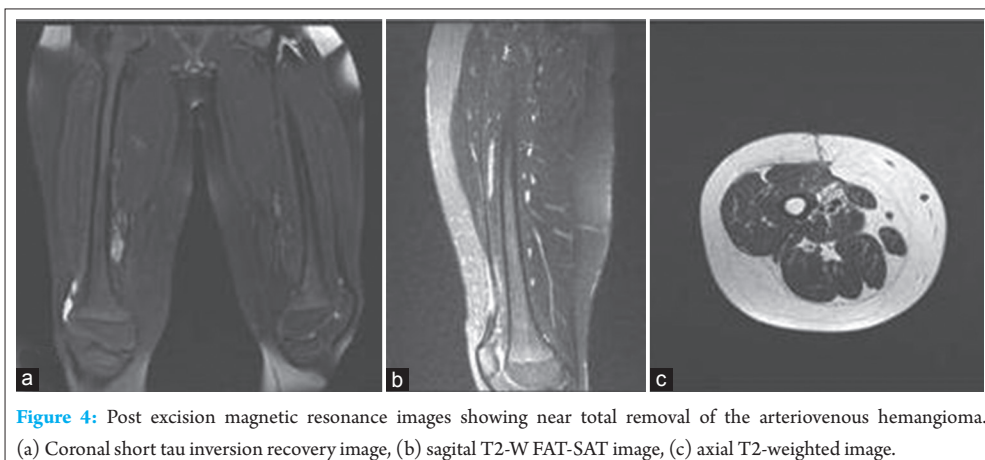 a
b
c
Figure 4: Post excision magnetic resonance images showing near total removal of the arteriovenous hemangioma.
(a) Coronal short tau inversion recovery image, (b) sagital T2-W FAT-SAT image, (c) axial T2-weighted image.